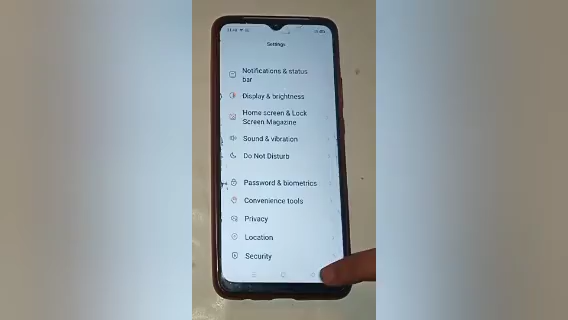 Settings
Notifications & status
bar
Display & brightness
Home screen & Lock
Screen Magazine
Sound & vibration
Do Not Disturb
Password & biometrics
Convenience tools
Privacy
Location
Security